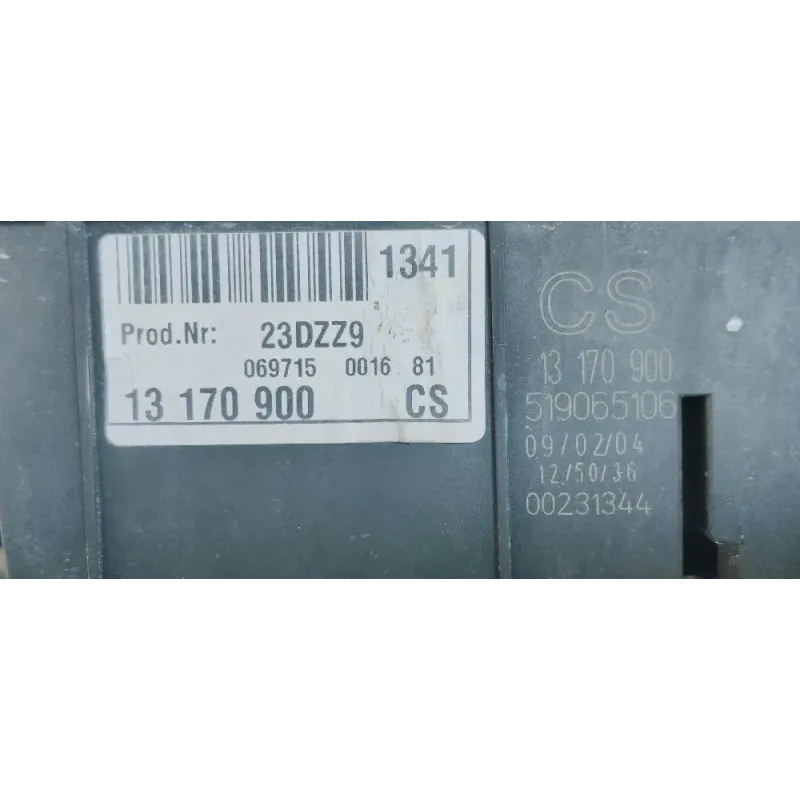 1341
Prod.Nr: 23DZZ9
069715 0016 81
13 170 900 CS
CS
13 170 900
519065106
09/02/04
12/50/36
00231344